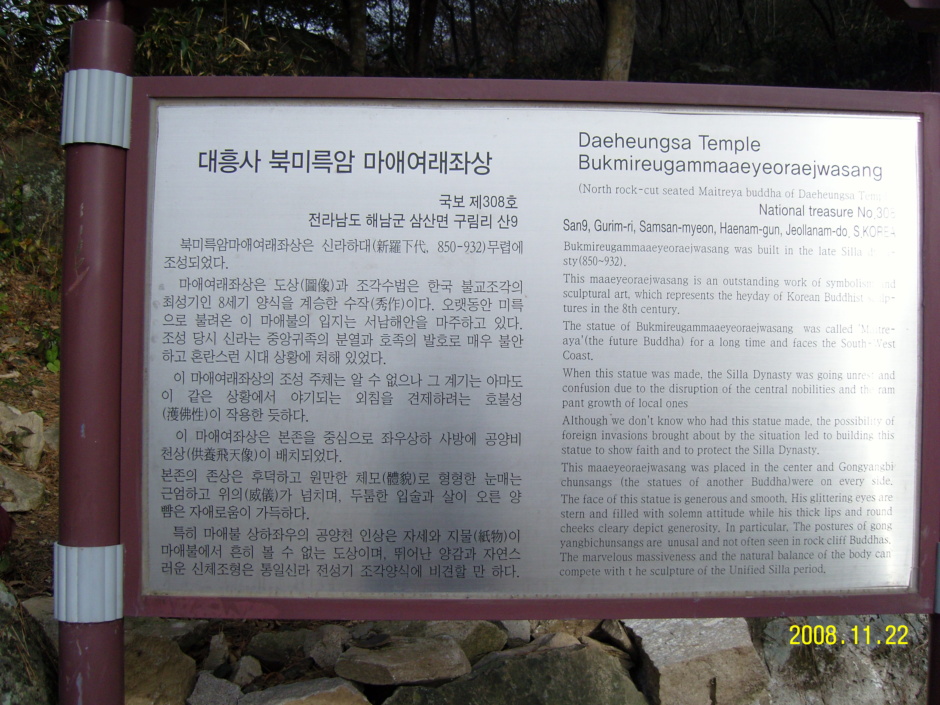 대흥사 북미륵암 마애여래좌상
국보 제308호
전라남도 해남군 삼산면 구림리 산9
북미륵암마애여래좌상은 신라하대(新羅下代, 850-932)무렵에
조성되었다.
마애여래좌상은 도상(圖像)과 조각수법은 한국 불교조각의
최성기인 8세기 양식을 계승한 수작(秀作)이다. 오랫동안 미륵
으로 불려온 이 마애불의 입지는 서남해안을 마주하고 있다.
조성 당시 신라는 중앙귀족의 분열과 호족의 발호로 매우 불안
하고 혼란스런 시대 상황에 처해 있었다.
이 마애여래좌상의 조성 주체는 알 수 없으나 그 계기는 아마도
이 같은 상황에서 야기되는 외침을 견제하려는 호불성
(護佛性)이 작용한 듯하다.
이 마애여좌상은 본존을 중심으로 좌우상하 사방에 공양비
천상(供養飛天像)이 배치되었다.
본존의 존상은 후덕하고 원만한 체모(體貌)로 형형한 눈매는
근엄하고 위의(威儀)가 넘치며, 두툼한 입술과 살이 오른 양
뺨은 자애로움이 가득하다.
특히 마애불 상하좌우의 공양천 인상은 자세와 지물(紙物)이
마애불에서 흔히 볼 수 없는 도상이며, 뛰어난 양감과 자연스
러운 신체조형은 통일신라 전성기 조각양식에 비견할 만 하다.
Daeheungsa Temple
Bukmireugammaaeyeoraejwasang
(North rock-cut seated Maitreya buddha of Daeheungsa
National treasure No.308
San9, Gurim-ri, Samsan-myeon, Haenam-gun, Jeollanam-do, S.KOREA
Bukmireugammaaeyeoraejwasang was built in the late Silla
sty(850~932).
This maaeyeoraejwasang is an outstanding work of symbolism and
sculptural art, which represents the heyday of Korean Buddhist sculp-
tures in the 8th century.
The statue of Bukmireugammaaeyeoraejwasang was called 'Maitre-
aya'(the future Buddha) for a long time and faces the South-West
Coast.
When this statue was made, the Silla Dynasty was going unrest and
confusion due to the disruption of the central nobilities and the ram
pant growth of local ones
Although we don't know who had this statue made, the possibility of
foreign invasions brought about by the situation led to building this
statue to show faith and to protect the Silla Dynasty.
This maaeyeoraejwasang was placed in the center and Gongyangbi
chunsangs (the statues of another Buddha)were on every side.
The face of this statue is generous and smooth. His glittering eyes are
stern and filled with solemn attitude while his thick lips and round
cheeks cleary depict generosity. In particular, The postures of gong
yangbichunsangs are unusual and not often seen in rock cliff Buddhas.
The marvelous massiveness and the natural balance of the body can
compete with t he sculpture of the Unified Silla period.
2008.11.22